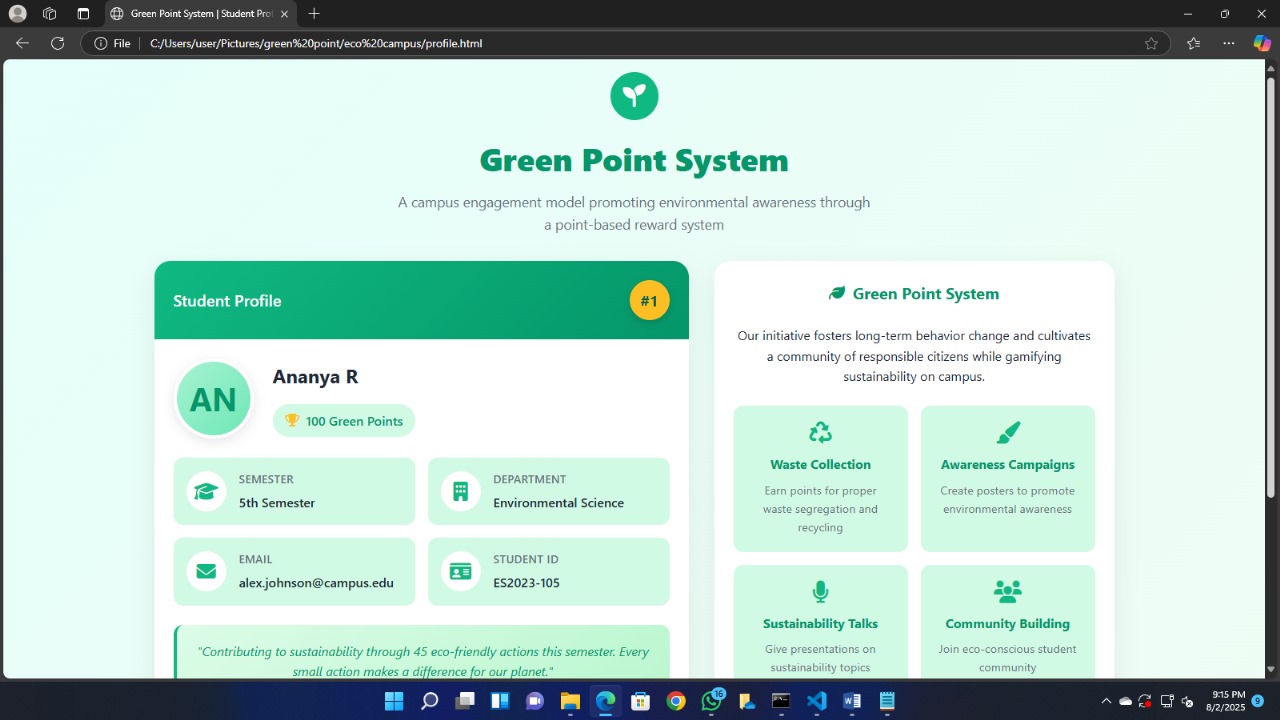 Green Point System | Student Prof
File
C:/Users/user/Pictures/green%20point/eco%20campus/profile.html
Green Point System
A campus engagement model promoting environmental awareness through
a point-based reward system
Student Profile
#1
AN
Ananya R
100 Green Points
SEMESTER
5th Semester
DEPARTMENT
Environmental Science
EMAIL
alex.johnson@campus.edu
STUDENT ID
ES2023-105
"Contributing to sustainability through 45 eco-friendly actions this semester. Every
small action makes a difference for our planet."
Green Point System
Our initiative fosters long-term behavior change and cultivates
a community of responsible citizens while gamifying
sustainability on campus.
Waste Collection
Earn points for proper
waste segregation and
recycling
Awareness Campaigns
Create posters to promote
environmental awareness
Sustainability Talks
Give presentations on
sustainability topics
Community Building
Join eco-conscious student
community
16
9:15 PM
8/2/2025
9